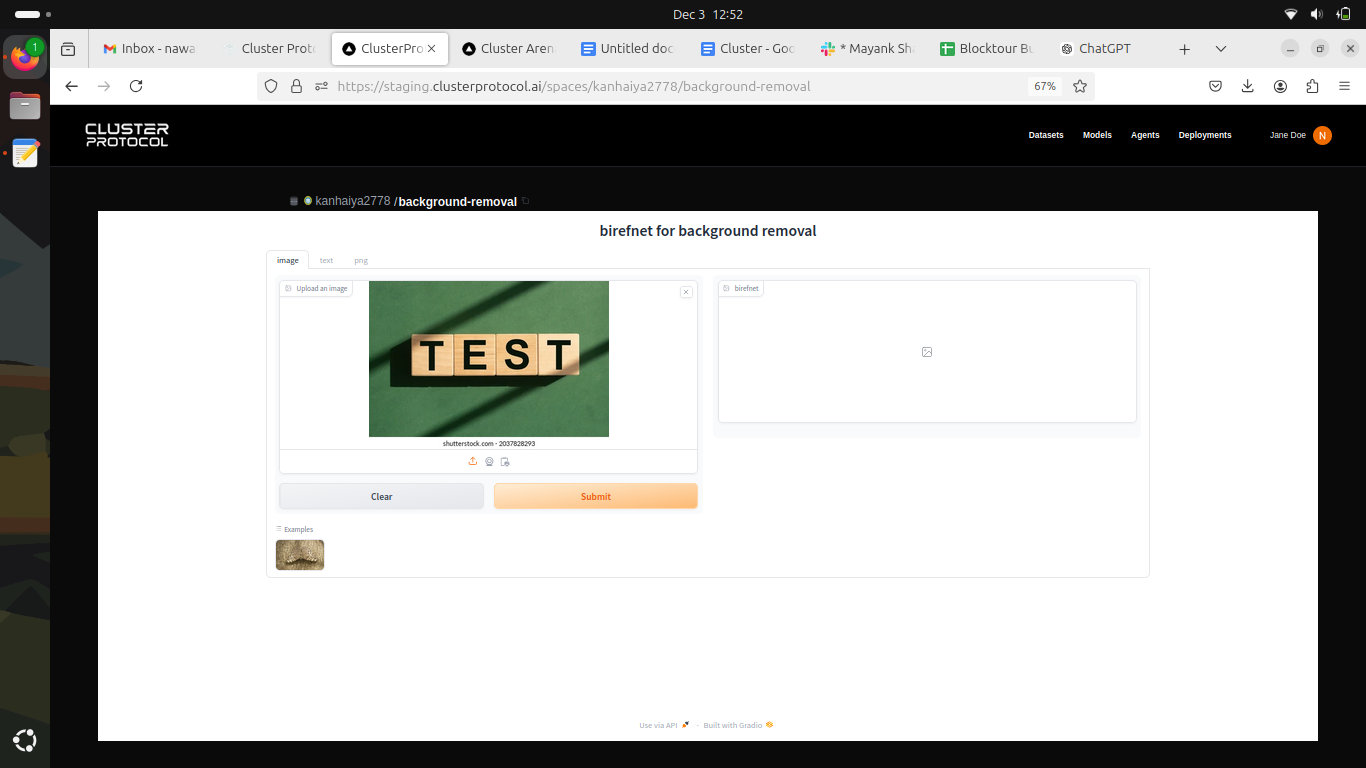 Dec 3 12:52
1
Inbox - nawa
Cluster Proto
ClusterPro
Cluster Aren
Untitled doc
Cluster - Goo
* Mayank Sha
Blocktour Bu
ChatGPT
https://staging.clusterprotocol.ai/spaces/kanhaiya2778/background-removal
67%
CLUSTER
PROTOCOL
Datasets
Models
Agents
Deployments
Jane Doe
N
kanhaiya2778 /background-removal
birefnet for background removal
image
text
png
Upload an image
birefnet
TEST
shutterstock.com · 2037828293
Clear
Submit
Examples
Use via API
·
Built with Gradio